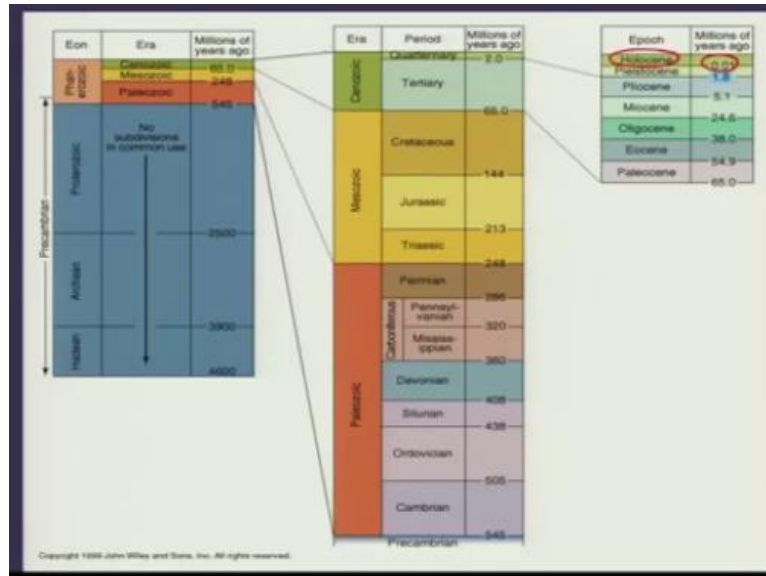 Eon Era Millions of
years ago
Phan-
erozoic
Cenozoic
65.0
Mesozoic
248
Paleozoic
545
Precambrian
Proterozoic
No
subdivisions
in common use
2500
Archean
3900
Hadean
4600
Era Period Millions of
years ago
Cenozoic
Quaternary
2.0
Tertiary
65.0
Mesozoic
Cretaceous
144
Jurassic
213
Triassic
248
Paleozoic
Permian
286
Carboniferous
Pennsyl-
vanian
320
Mississ-
ippian
360
Devonian
408
Silurian
438
Ordovician
505
Cambrian
545
Precambrian
Epoch Millions of
years ago
Holocene
0.01
Pleistocene
1.8
Pliocene
5.1
Miocene
24.6
Oligocene
38.0
Eocene
54.9
Paleocene
65.0
Copyright 1999 John Wiley and Sons, Inc. All rights reserved.